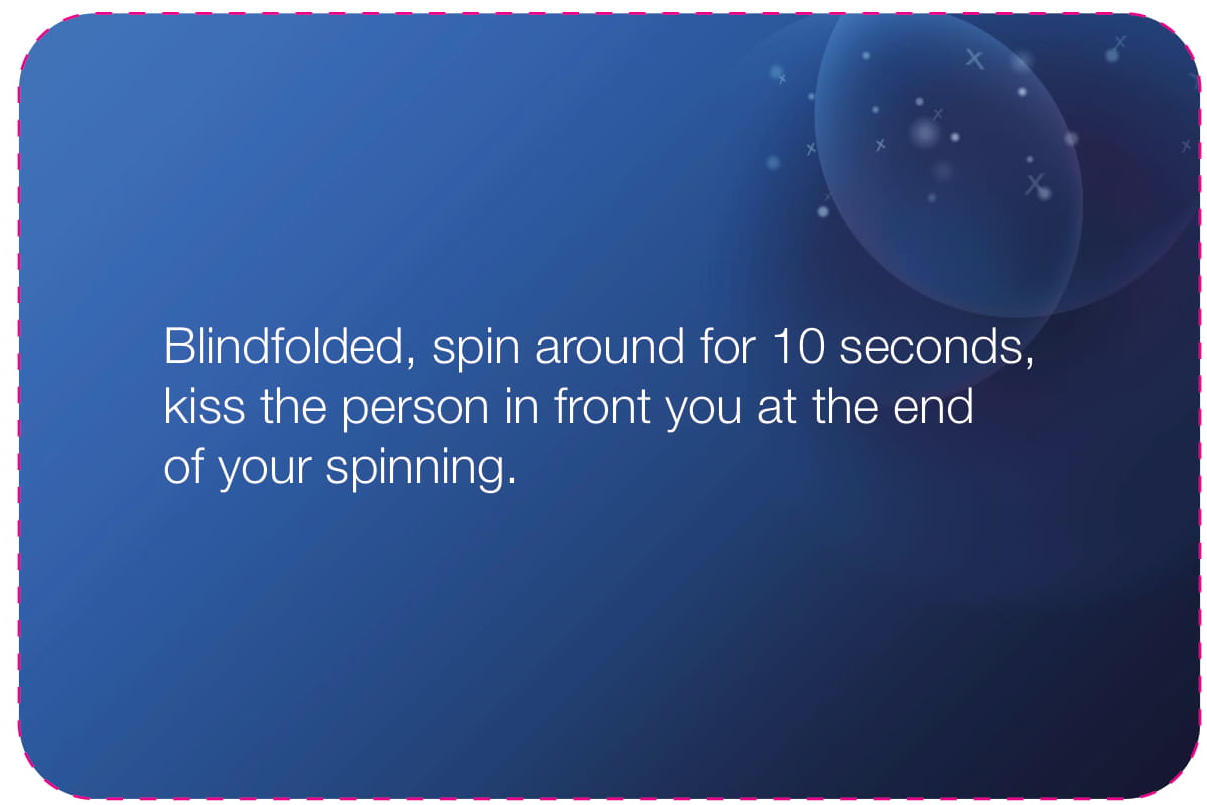 Blindfolded, spin around for 10 seconds,
kiss the person in front you at the end
of your spinning.